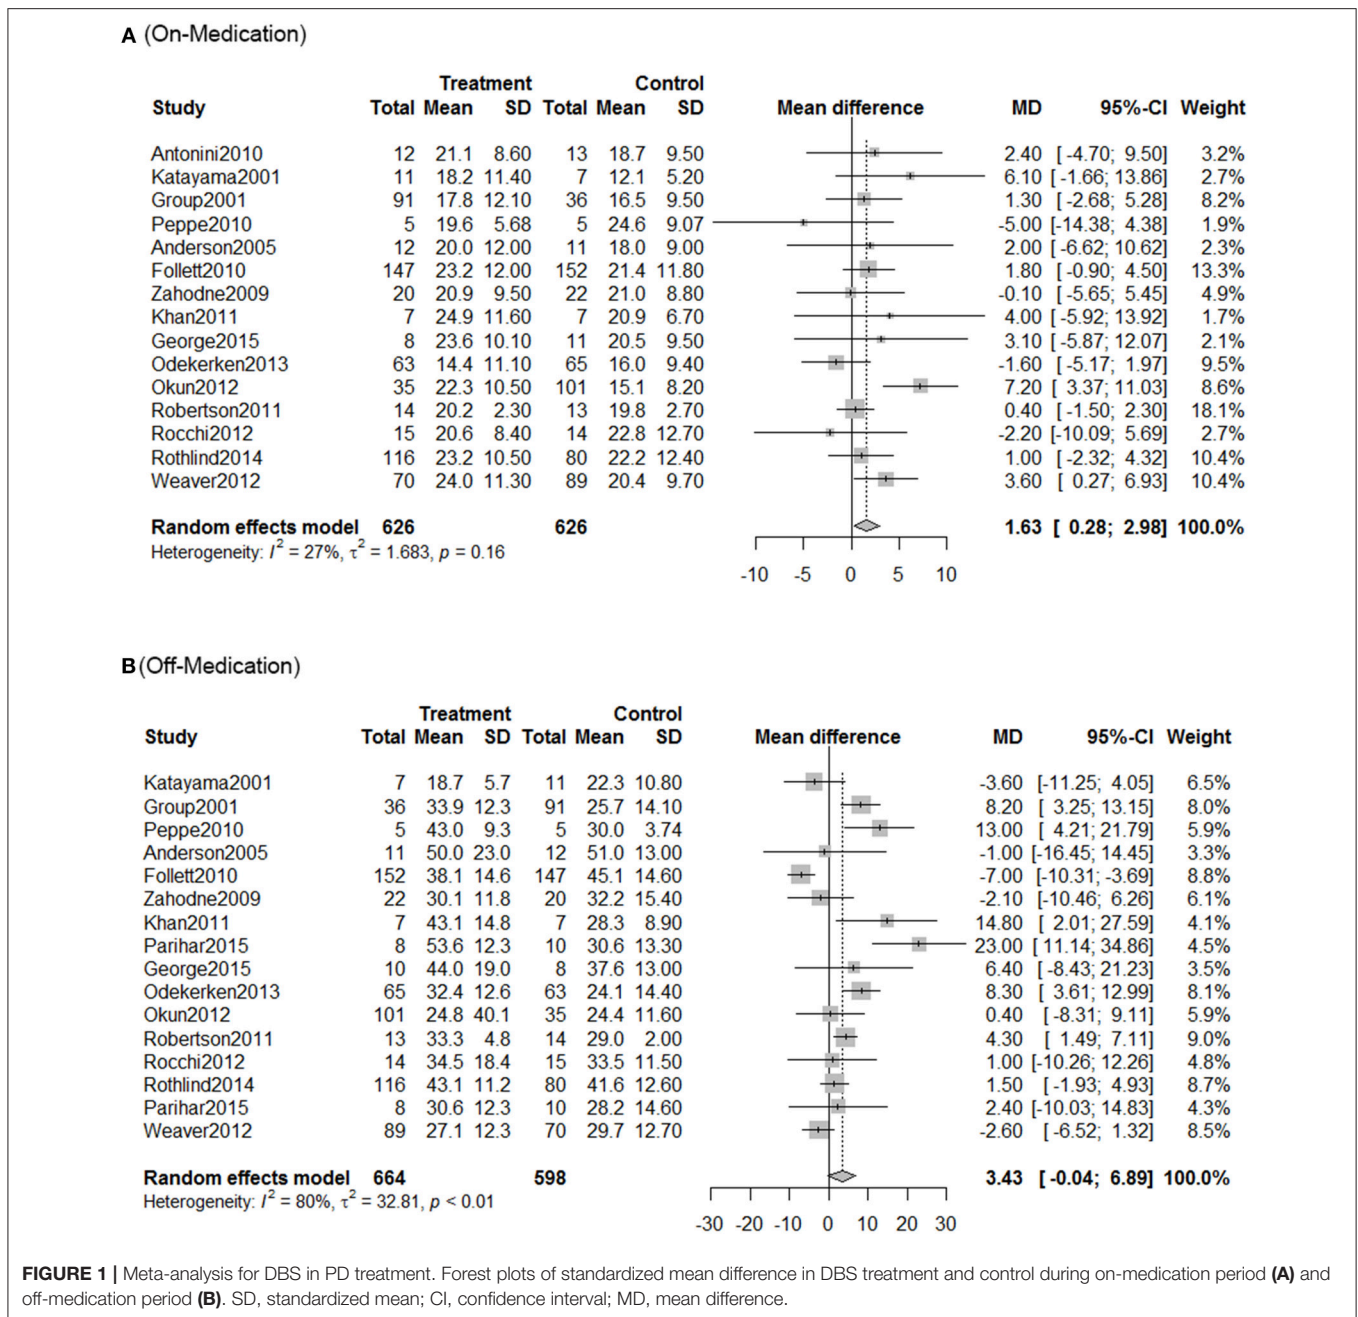 A (On-Medication)
Treatment Control
Study Total Mean SD Total Mean SD Mean difference MD 95%-CI Weight
Antonini2010 12 21.1 8.60 13 18.7 9.50 2.40 [ -4.70; 9.50] 3.2%
Katayama2001 11 18.2 11.40 7 12.1 5.20 6.10 [ -1.66; 13.86] 2.7%
Group2001 91 17.8 12.10 36 16.5 9.50 1.30 [ -2.68; 5.28] 8.2%
Peppe2010 5 19.6 5.68 5 24.6 9.07 -5.00 [-14.38; 4.38] 1.9%
Anderson2005 12 20.0 12.00 11 18.0 9.00 2.00 [ -6.62; 10.62] 2.3%
Follett2010 147 23.2 12.00 152 21.4 11.80 1.80 [ -0.90; 4.50] 13.3%
Zahodne2009 20 20.9 9.50 22 21.0 8.80 -0.10 [ -5.65; 5.45] 4.9%
Khan2011 7 24.9 11.60 7 20.9 6.70 4.00 [ -5.92; 13.92] 1.7%
George2015 8 23.6 10.10 11 20.5 9.50 3.10 [ -5.87; 12.07] 2.1%
Odekerken2013 63 14.4 11.10 65 16.0 9.40 -1.60 [ -5.17; 1.97] 9.5%
Okun2012 35 22.3 10.50 101 15.1 8.20 7.20 [ 3.37; 11.03] 8.6%
Robertson2011 14 20.2 2.30 13 19.8 2.70 0.40 [ -1.50; 2.30] 18.1%
Rocchi2012 15 20.6 8.40 14 22.8 12.70 -2.20 [-10.09; 5.69] 2.7%
Rothlind2014 116 23.2 10.50 80 22.2 12.40 1.00 [ -2.32; 4.32] 10.4%
Weaver2012 70 24.0 11.30 89 20.4 9.70 3.60 [ 0.27; 6.93] 10.4%
Random effects model 626 626 1.63 [ 0.28; 2.98] 100.0%
Heterogeneity: I² = 27%, τ² = 1.683, p = 0.16
-10 -5 0 5 10
B (Off-Medication)
Treatment Control
Study Total Mean SD Total Mean SD Mean difference MD 95%-CI Weight
Katayama2001 7 18.7 5.7 11 22.3 10.80 -3.60 [-11.25; 4.05] 6.5%
Group2001 36 33.9 12.3 91 25.7 14.10 8.20 [ 3.25; 13.15] 8.0%
Peppe2010 5 43.0 9.3 5 30.0 3.74 13.00 [ 4.21; 21.79] 5.9%
Anderson2005 11 50.0 23.0 12 51.0 13.00 -1.00 [-16.45; 14.45] 3.3%
Follett2010 152 38.1 14.6 147 45.1 14.60 -7.00 [-10.31; -3.69] 8.8%
Zahodne2009 22 30.1 11.8 20 32.2 15.40 -2.10 [-10.46; 6.26] 6.1%
Khan2011 7 43.1 14.8 7 28.3 8.90 14.80 [ 2.01; 27.59] 4.1%
Parihar2015 8 53.6 12.3 10 30.6 13.30 23.00 [ 11.14; 34.86] 4.5%
George2015 10 44.0 19.0 8 37.6 13.00 6.40 [ -8.43; 21.23] 3.5%
Odekerken2013 65 32.4 12.6 63 24.1 14.40 8.30 [ 3.61; 12.99] 8.1%
Okun2012 101 24.8 40.1 35 24.4 11.60 0.40 [ -8.31; 9.11] 5.9%
Robertson2011 13 33.3 4.8 14 29.0 2.00 4.30 [ 1.49; 7.11] 9.0%
Rocchi2012 14 34.5 18.4 15 33.5 11.50 1.00 [-10.26; 12.26] 4.8%
Rothlind2014 116 43.1 11.2 80 41.6 12.60 1.50 [ -1.93; 4.93] 8.7%
Parihar2015 8 30.6 12.3 10 28.2 14.60 2.40 [-10.03; 14.83] 4.3%
Weaver2012 89 27.1 12.3 70 29.7 12.70 -2.60 [ -6.52; 1.32] 8.5%
Random effects model 664 598 3.43 [ -0.04; 6.89] 100.0%
Heterogeneity: I² = 80%, τ² = 32.81, p < 0.01
-30 -20 -10 0 10 20 30
FIGURE 1 | Meta-analysis for DBS in PD treatment. Forest plots of standardized mean difference in DBS treatment and control during on-medication period (A) and
off-medication period (B). SD, standardized mean; CI, confidence interval; MD, mean difference.